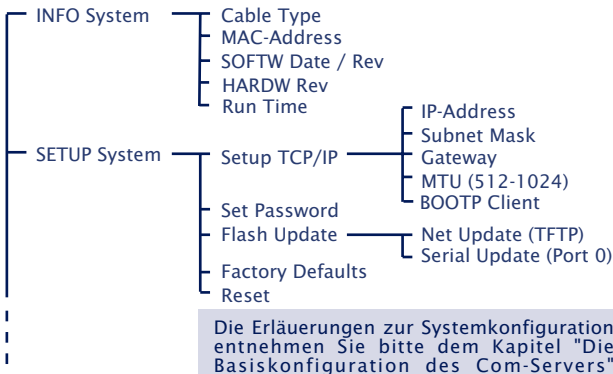 INFO System
Cable Type
MAC-Address
SOFTW Date / Rev
HARDW Rev
Run Time
SETUP System
Setup TCP/IP
IP-Address
Subnet Mask
Gateway
MTU (512-1024)
BOOTP Client
Set Password
Flash Update
Net Update (TFTP)
Serial Update (Port 0)
Factory Defaults
Reset
Die Erläuerungen zur Systemkonfiguration
entnehmen Sie bitte dem Kapitel "Die
Basiskonfiguration des Com-Servers"